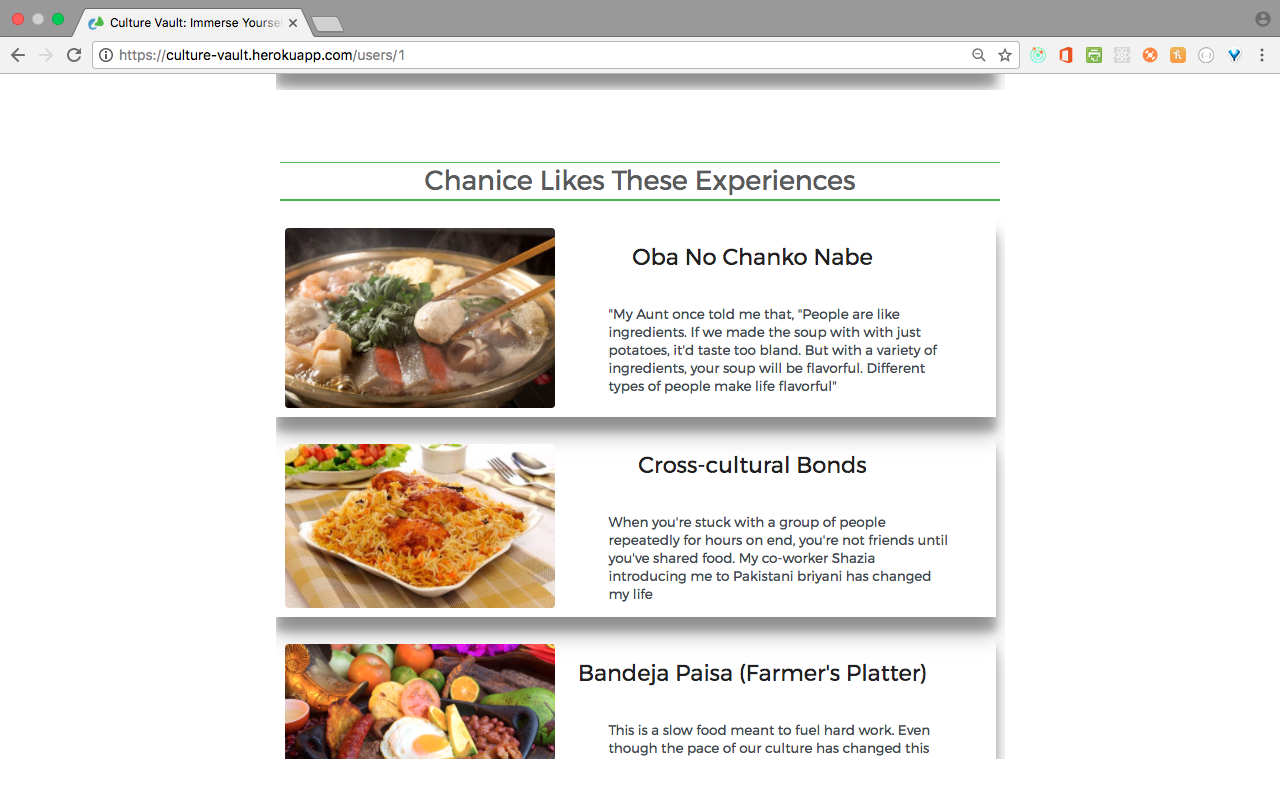 Culture Vault: Immerse Yourse
https://culture-vault.herokuapp.com/users/1
Chanice Likes These Experiences
Oba No Chanko Nabe
"My Aunt once told me that, "People are like
ingredients. If we made the soup with with just
potatoes, it'd taste too bland. But with a variety of
ingredients, your soup will be flavorful. Different
types of people make life flavorful"
Cross-cultural Bonds
When you're stuck with a group of people
repeatedly for hours on end, you're not friends until
you've shared food. My co-worker Shazia
introducing me to Pakistani briyani has changed
my life
Bandeja Paisa (Farmer's Platter)
This is a slow food meant to fuel hard work. Even
though the pace of our culture has changed this